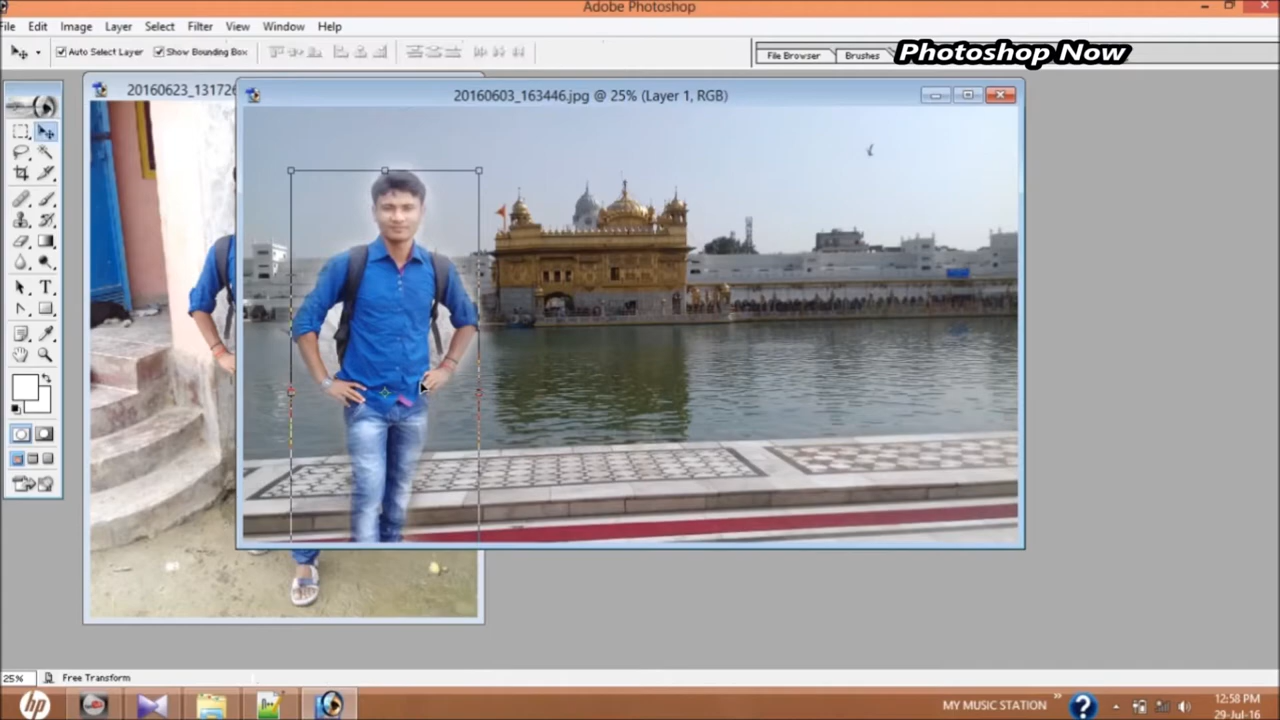 Adobe Photoshop
File Edit Image Layer Select Filter View Window Help
Auto Select Layer Show Bounding Box
File Browser Brushes
Photoshop Now
20160623_13172
20160603_163446.jpg @ 25% (Layer 1, RGB)
25% Free Transform
MY MUSIC STATION
12:58 PM
29-Jul-16